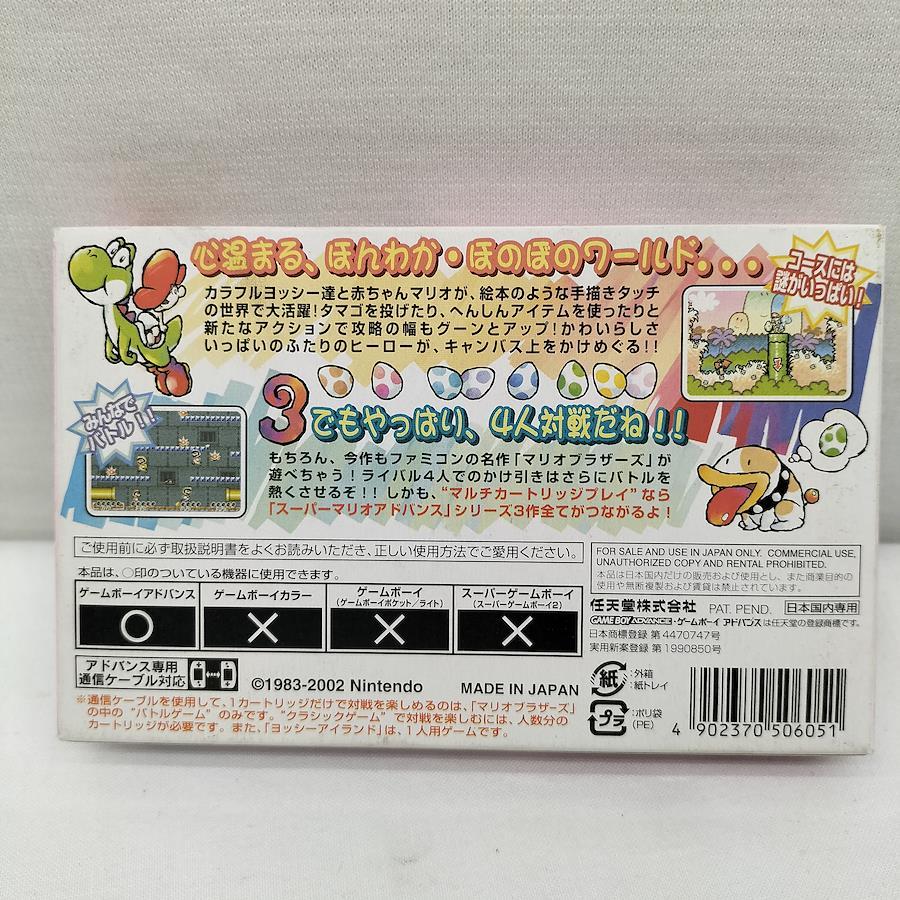 心温まる、ほんわか・ほのぼのワールド...
コースには
謎がいっぱい!
カラフルヨッシー達と赤ちゃんマリオが、絵本のような手描きタッチ
の世界で大活躍!タマゴを投げたり、へんしんアイテムを使ったりと
新たなアクションで攻略の幅もグーンとアップ!かわいらしさ
いっぱいのふたりのヒーローが、キャンバス上をかけめぐる!!
みんなで
バトル!!
3でもやっぱり、4人対戦だね!!
もちろん、今作もファミコンの名作「マリオブラザーズ」が
遊べちゃう!ライバル4人でのかけ引きはさらにバトルを
熱くさせるぞ!!しかも、“マルチカートリッジプレイ”なら
「スーパーマリオアドバンス」シリーズ3作全てがつながるよ!
ご使用前に必ず取扱説明書をよくお読みいただき、正しい使用方法でご愛用ください。
本品は、○印のついている機器に使用できます。
ゲームボーイアドバンス
ゲームボーイカラー
ゲームボーイ
(ゲームボーイポケット/ライト)
スーパーゲームボーイ
(スーパーゲームボーイ2)
○
×
×
×
アドバンス専用
通信ケーブル対応
©1983-2002 Nintendo
MADE IN JAPAN
※通信ケーブルを使用して、1カートリッジだけで対戦を楽しめるのは、「マリオブラザーズ」
の中の“バトルゲーム”のみです。“クラシックゲーム”で対戦を楽しむには、人数分の
カートリッジが必要です。また、「ヨッシーアイランド」は、1人用ゲームです。
FOR SALE AND USE IN JAPAN ONLY. COMMERCIAL USE,
UNAUTHORIZED COPY AND RENTAL PROHIBITED.
本品は日本国内だけの販売および使用とし、また商業目的の
使用や無断複製および賃貸は禁止されています。
任天堂株式会社 PAT. PEND. 日本国内専用
GAME BOY ADVANCE・ゲームボーイ アドバンスは任天堂の登録商標です。
日本商標登録 第4470747号
実用新案登録 第1990850号
紙
:外箱
:紙トレイ
プラ
:ポリ袋
(PE)
4 902370 506051